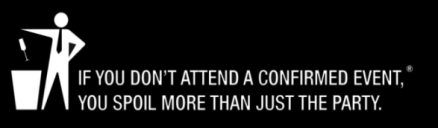 IF YOU DON'T ATTEND A CONFIRMED EVENT,®
YOU SPOIL MORE THAN JUST THE PARTY.